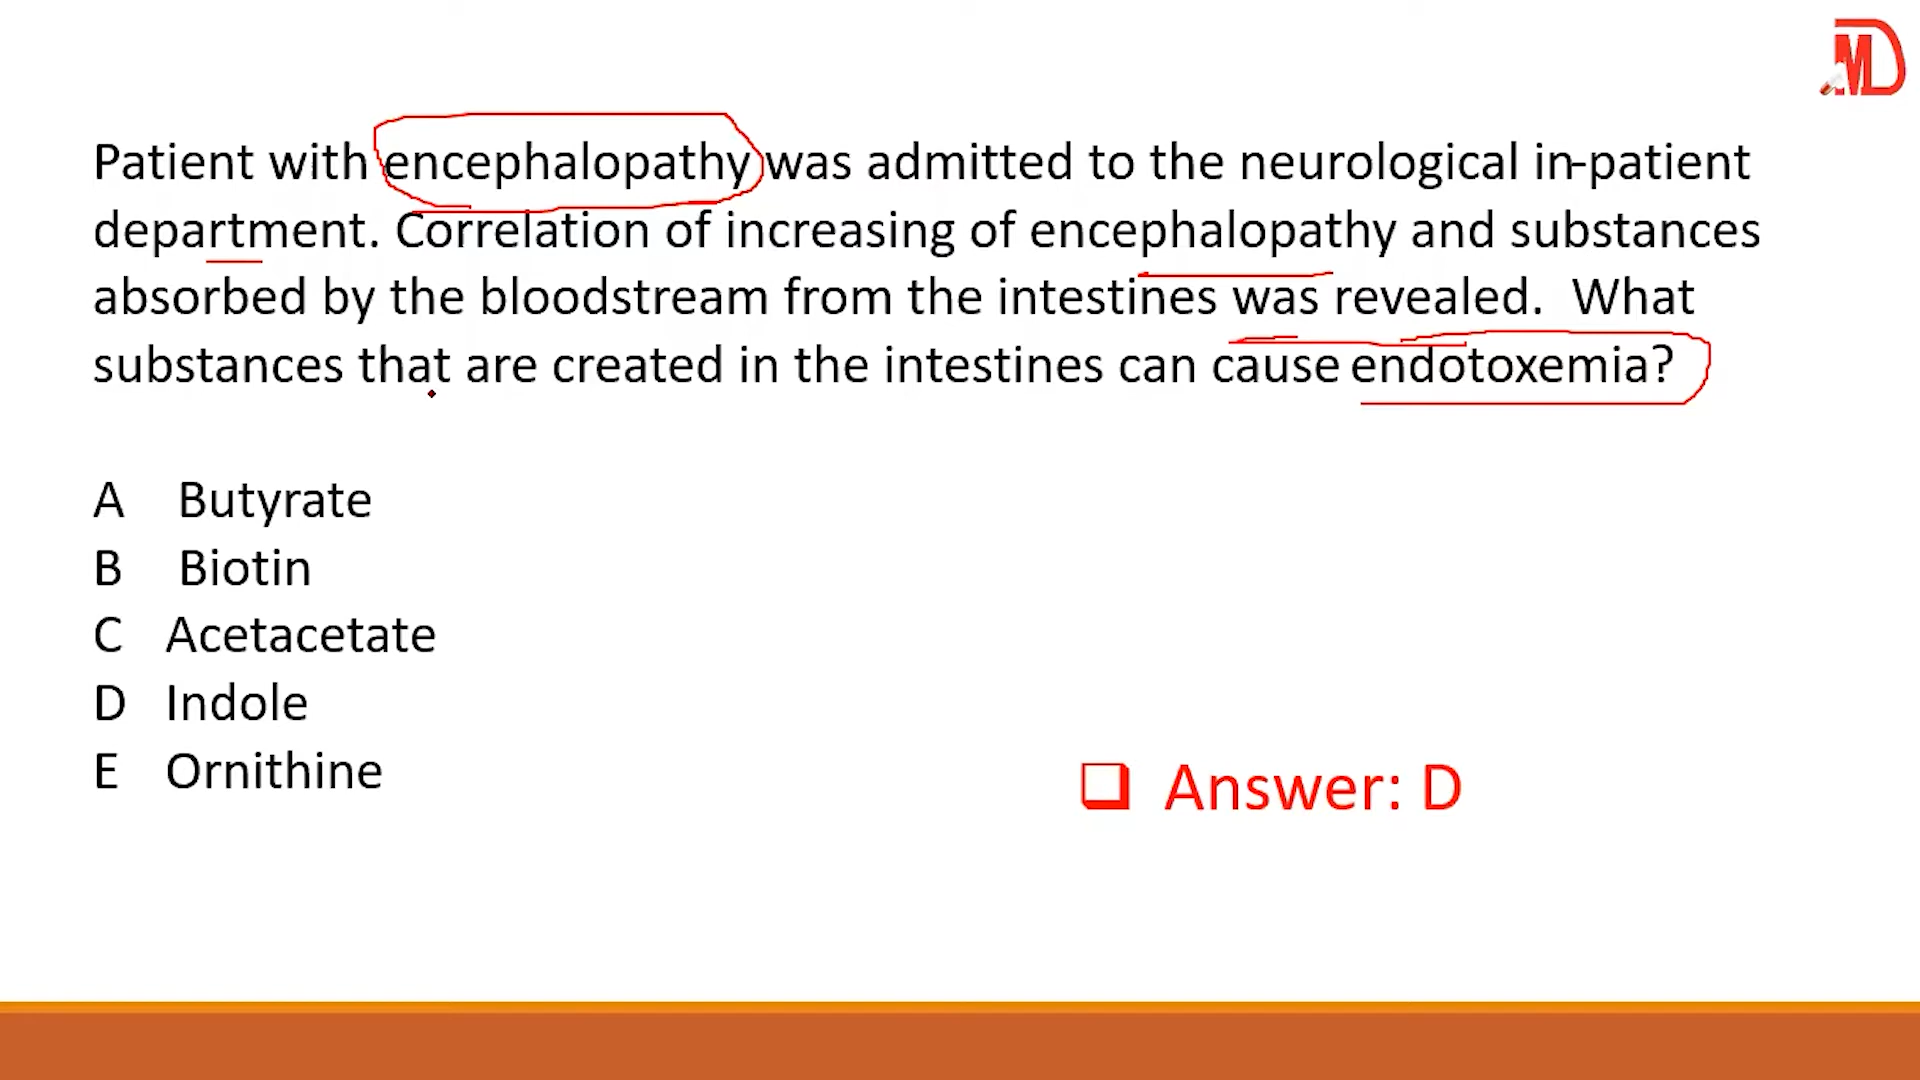 MD
Patient with encephalopathy was admitted to the neurological in-patient
department. Correlation of increasing of encephalopathy and substances
absorbed by the bloodstream from the intestines was revealed. What
substances that are created in the intestines can cause endotoxemia?
A Butyrate
B Biotin
C Acetacetate
D Indole
E Ornithine
❑ Answer: D